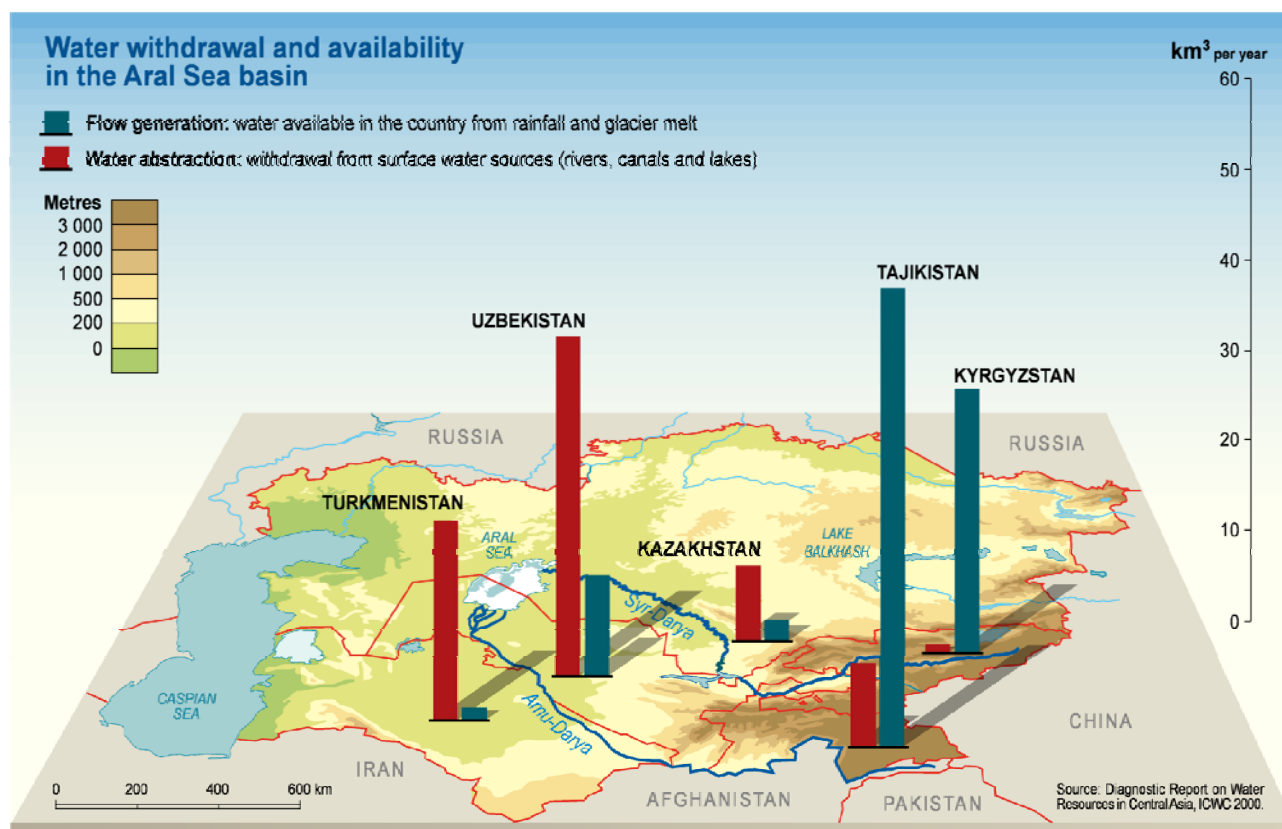 Water withdrawal and availability
in the Aral Sea basin
km³ per year
Flow generation: water available in the country from rainfall and glacier melt
Water abstraction: withdrawal from surface water sources (rivers, canals and lakes)
Metres
3 000
2 000
1 000
500
200
0
60
50
40
30
20
10
0
TAJIKISTAN
UZBEKISTAN
KYRGYZSTAN
RUSSIA
RUSSIA
TURKMENISTAN
ARAL
SEA
KAZAKHSTAN
LAKE
BALKHASH
Syr-Darya
CASPIAN
SEA
Amu-Darya
CHINA
IRAN
AFGHANISTAN
PAKISTAN
0 200 400 600 km
Source: Diagnostic Report on Water
Resources in Central Asia, ICWC 2000.